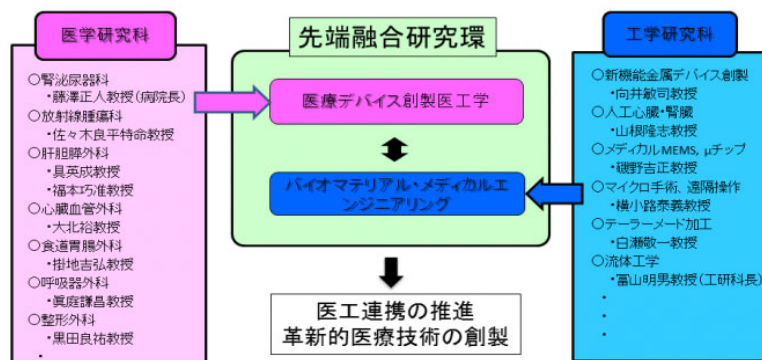 医学研究科
○腎泌尿器科
・藤澤正人教授(病院長)
○放射線腫瘍科
・佐々木良平特命教授
○肝胆膵外科
・具英成教授
・福本巧准教授
○心臓血管外科
・大北裕教授
○食道胃腸外科
・掛地吉弘教授
○呼吸器外科
・眞庭謙昌教授
○整形外科
・黒田良祐教授
・
先端融合研究環
医療デバイス創製医工学
バイオマテリアル・メディカルエ
ンジニアリング
医工連携の推進
革新的医療技術の創製
工学研究科
○新機能金属デバイス創製
・向井敏司教授
○人工心臓・腎臓
・山根隆志教授
○メディカルMEMS, μチップ
・磯野吉正教授
○マイクロ手術、遠隔操作
・横小路泰義教授
○テーラーメード加工
・白瀬敬一教授
○流体工学
・冨山明男教授(工研科長)
・
・
・